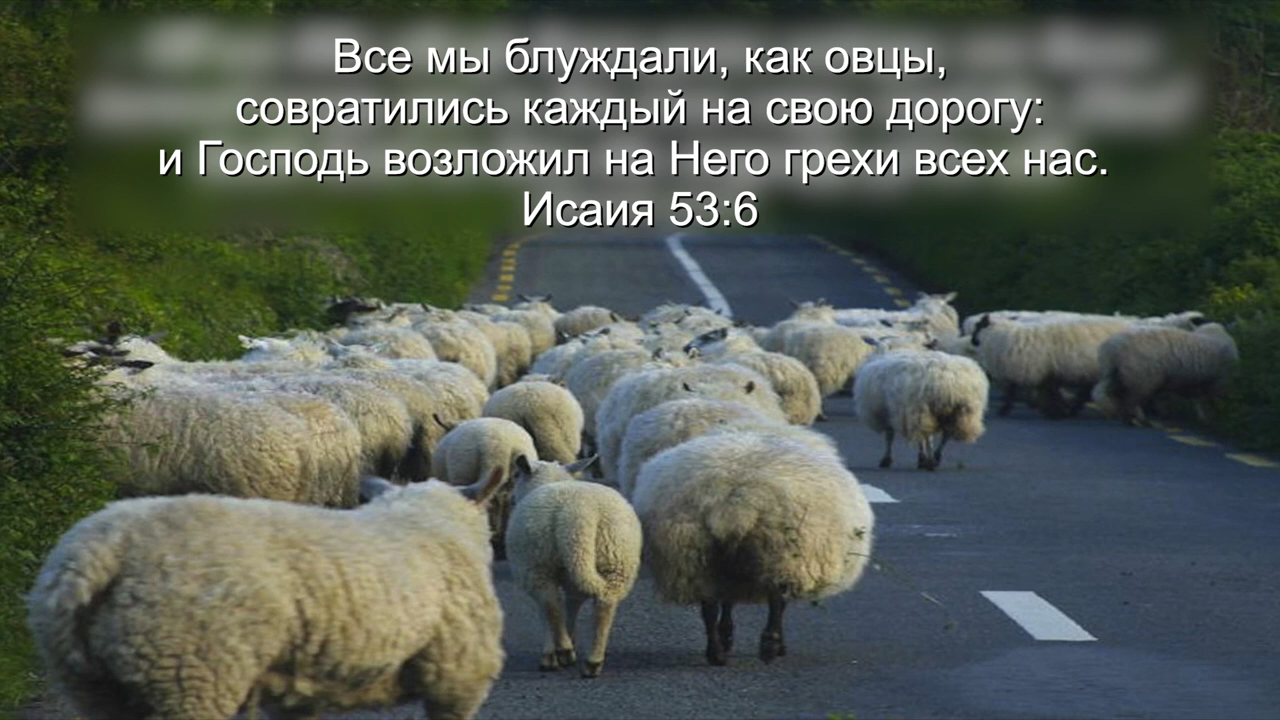 Все мы блуждали, как овцы,
совратились каждый на свою дорогу:
и Господь возложил на Него грехи всех нас.
Исаия 53:6